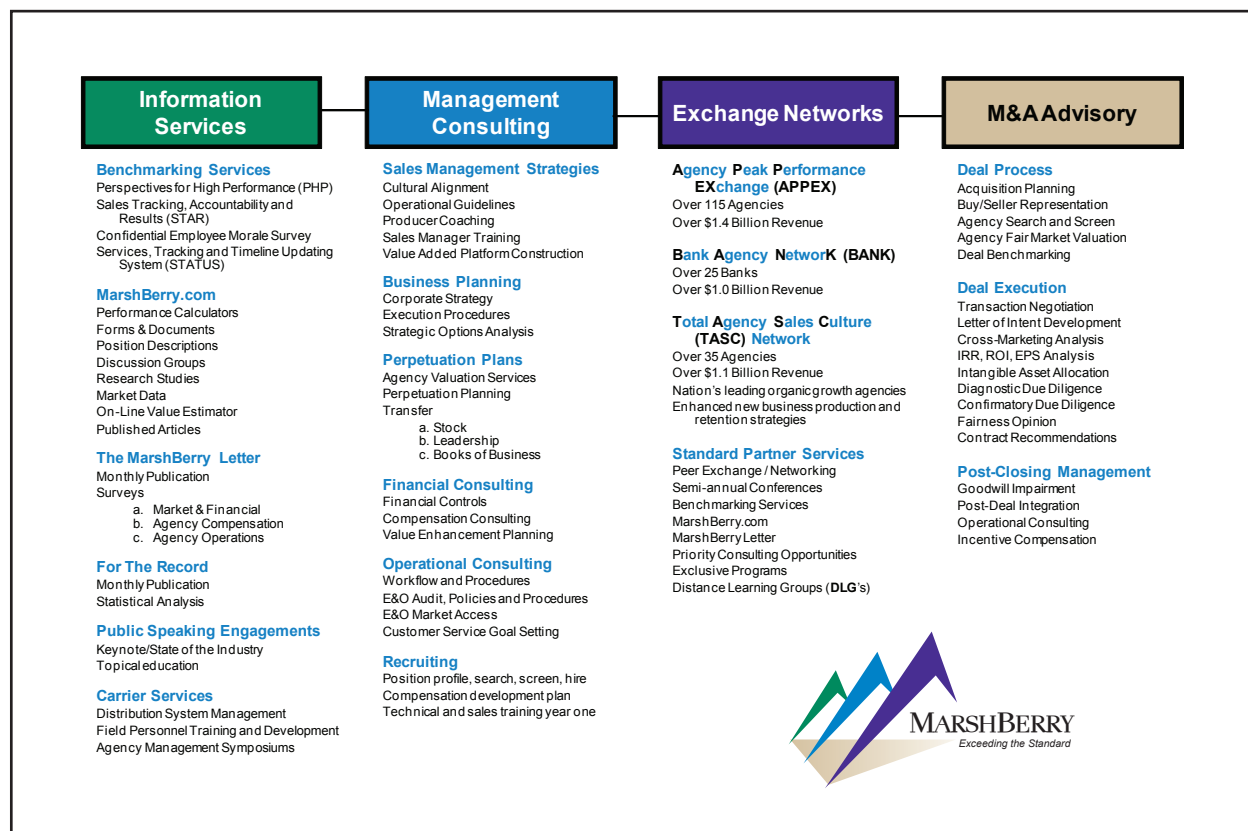 Information
Services
Benchmarking Services
Perspectives for High Performance (PHP)
Sales Tracking, Accountability and
Results (STAR)
Confidential Employee Morale Survey
Services, Tracking and Timeline Updating
System (STATUS)
MarshBerry.com
Performance Calculators
Forms & Documents
Position Descriptions
Discussion Groups
Research Studies
Market Data
On-Line Value Estimator
Published Articles
The MarshBerry Letter
Monthly Publication
Surveys
a. Market & Financial
b. Agency Compensation
c. Agency Operations
For The Record
Monthly Publication
Statistical Analysis
Public Speaking Engagements
Keynote/State of the Industry
Topical education
Carrier Services
Distribution System Management
Field Personnel Training and Development
Agency Management Symposiums
Management
Consulting
Sales Management Strategies
Cultural Alignment
Operational Guidelines
Producer Coaching
Sales Manager Training
Value Added Platform Construction
Business Planning
Corporate Strategy
Execution Procedures
Strategic Options Analysis
Perpetuation Plans
Agency Valuation Services
Perpetuation Planning
Transfer
a. Stock
b. Leadership
c. Books of Business
Financial Consulting
Financial Controls
Compensation Consulting
Value Enhancement Planning
Operational Consulting
Workflow and Procedures
E&O Audit, Policies and Procedures
E&O Market Access
Customer Service Goal Setting
Recruiting
Position profile, search, screen, hire
Compensation development plan
Technical and sales training year one
Exchange Networks
Agency Peak Performance
EXchange (APPEX)
Over 115 Agencies
Over $1.4 Billion Revenue
Bank Agency NetworK (BANK)
Over 25 Banks
Over $1.0 Billion Revenue
Total Agency Sales Culture
(TASC) Network
Over 35 Agencies
Over $1.1 Billion Revenue
Nation's leading organic growth agencies
Enhanced new business production and
retention strategies
Standard Partner Services
Peer Exchange / Networking
Semi-annual Conferences
Benchmarking Services
MarshBerry.com
MarshBerry Letter
Priority Consulting Opportunities
Exclusive Programs
Distance Learning Groups (DLG's)
M&A Advisory
Deal Process
Acquisition Planning
Buy/Seller Representation
Agency Search and Screen
Agency Fair Market Valuation
Deal Benchmarking
Deal Execution
Transaction Negotiation
Letter of Intent Development
Cross-Marketing Analysis
IRR, ROI, EPS Analysis
Intangible Asset Allocation
Diagnostic Due Diligence
Confirmatory Due Diligence
Fairness Opinion
Contract Recommendations
Post-Closing Management
Goodwill Impairment
Post-Deal Integration
Operational Consulting
Incentive Compensation
MARSHBERRY
Exceeding the Standard